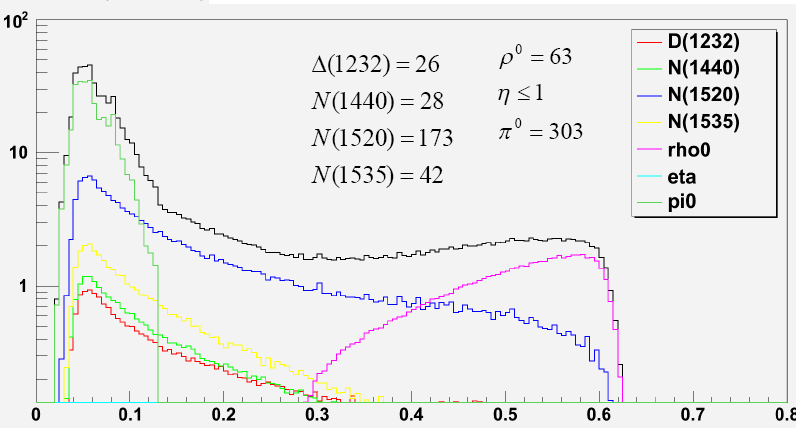 10²
10
1
Δ(1232) = 26
N(1440) = 28
N(1520) = 173
N(1535) = 42
ρ⁰ = 63
η ≤ 1
π⁰ = 303
D(1232)
N(1440)
N(1520)
N(1535)
rho0
eta
pi0
0 0.1 0.2 0.3 0.4 0.5 0.6 0.7 0.8